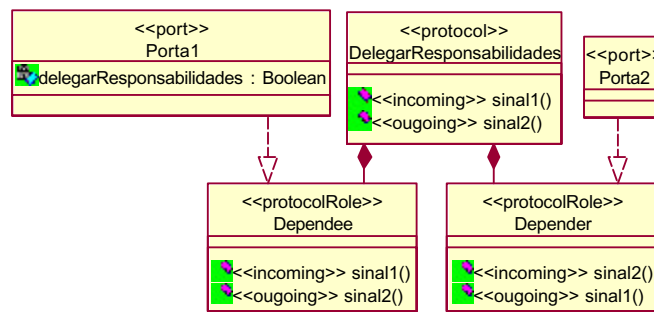 <<port>>
Porta1
delegarResponsabilidades : Boolean
<<protocol>>
DelegarResponsabilidades
<<incoming>> sinal1()
<<ougoing>> sinal2()
<<port>
Porta2
<<protocolRole>>
Dependee
<<incoming>> sinal1()
<<ougoing>> sinal2()
<<protocolRole>>
Depender
<<incoming>> sinal2()
<<ougoing>> sinal1()